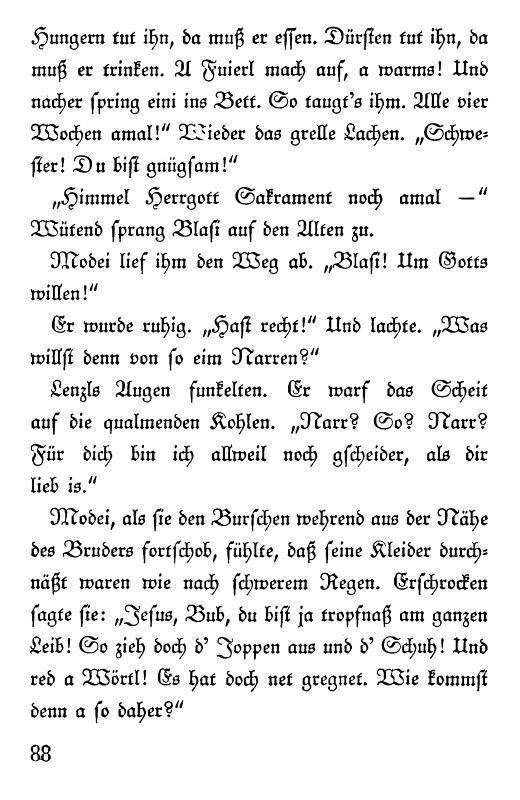 Hungern tut ihn, da muß er eſſen. Dürſten tut ihn, da
muß er trinken. A Fuierl mach auf, a warms! Und
nacher ſpring eini ins Bett. So taugt's ihm. Alle vier
Wochen amal!“ Wieder das grelle Lachen. „Schwe⸗
ſter! Du biſt gnügſam!“
„Himmel Herrgott Sakrament noch amal —“
Wütend ſprang Blaſi auf den Alten zu.
Modei lief ihm den Weg ab. „Blaſi! Um Gotts
willen!“
Er wurde ruhig. „Haſt recht!“ Und lachte. „Was
willſt denn von ſo eim Narren?“
Lenzls Augen funkelten. Er warf das Scheit
auf die qualmenden Kohlen. „Narr? So? Narr?
Für dich bin ich allweil noch gſcheider, als dir
lieb is.“
Modei, als ſie den Burſchen wehrend aus der Nähe
des Bruders fortſchob, fühlte, daß ſeine Kleider durch⸗
näßt waren wie nach ſchwerem Regen. Erſchrocken
ſagte ſie: „Jeſus, Bub, du biſt ja tropfnaß am ganzen
Leib! So zieh doch d' Joppen aus und d' Schuh! Und
red a Wörtl! Es hat doch net gregnet. Wie kommſt
denn a ſo daher?“
88